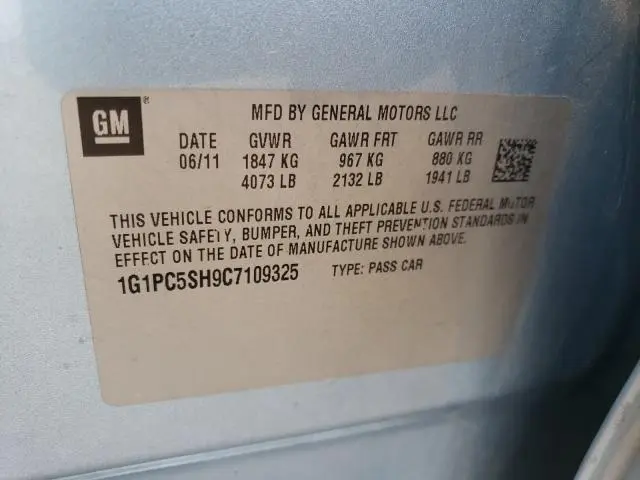 GM®
MFD BY GENERAL MOTORS LLC
DATE GVWR GAWR FRT GAWR RR
06/11 1847 KG 967 KG 880 KG
4073 LB 2132 LB 1941 LB
THIS VEHICLE CONFORMS TO ALL APPLICABLE U.S. FEDERAL MOTOR
VEHICLE SAFETY, BUMPER, AND THEFT PREVENTION STANDARDS IN
EFFECT ON THE DATE OF MANUFACTURE SHOWN ABOVE.
1G1PC5SH9C7109325 TYPE: PASS CAR